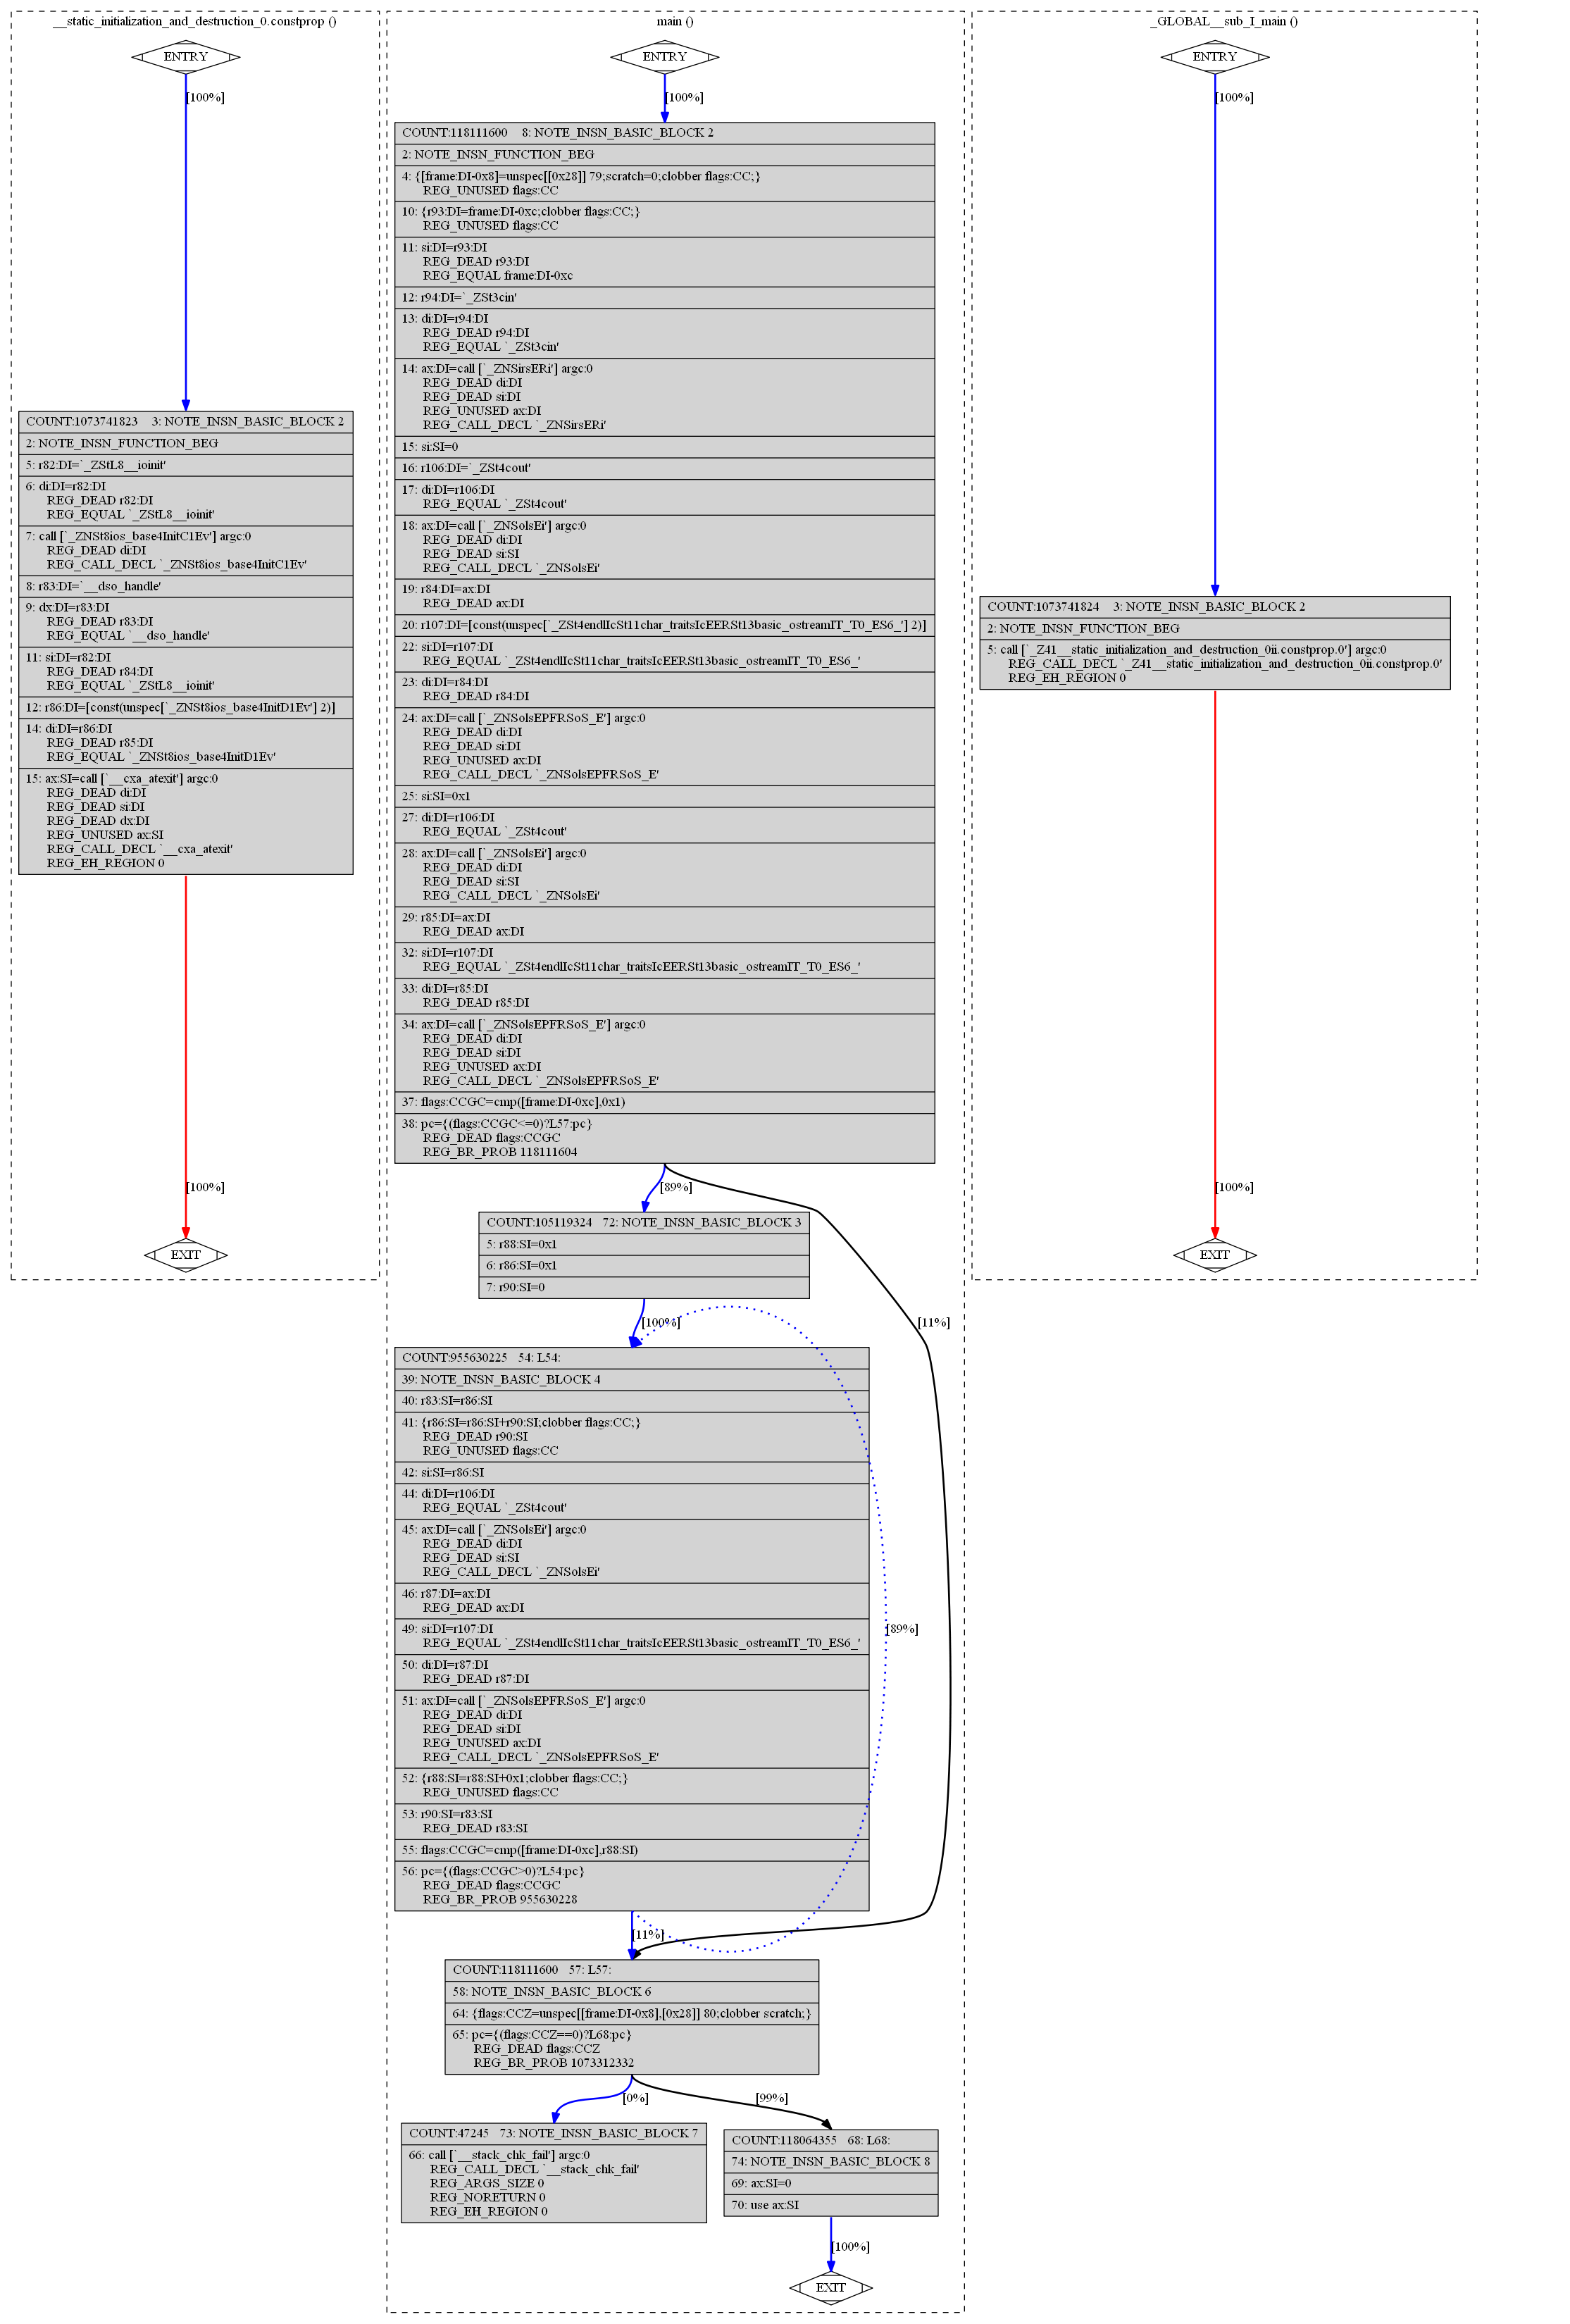 __static_initialization_and_destruction_0.constprop ()
ENTRY
[100%]
COUNT:1073741823 3: NOTE_INSN_BASIC_BLOCK 2
2: NOTE_INSN_FUNCTION_BEG
5: r82:DI=`_ZStL8__ioinit'
6: di:DI=r82:DI
REG_DEAD r82:DI
REG_EQUAL `_ZStL8__ioinit'
7: call [`_ZNSt8ios_base4InitC1Ev'] argc:0
REG_DEAD di:DI
REG_CALL_DECL `_ZNSt8ios_base4InitC1Ev'
8: r83:DI=`__dso_handle'
9: dx:DI=r83:DI
REG_DEAD r83:DI
REG_EQUAL `__dso_handle'
11: si:DI=r82:DI
REG_DEAD r84:DI
REG_EQUAL `_ZStL8__ioinit'
12: r86:DI=[const(unspec[`_ZNSt8ios_base4InitD1Ev'] 2)]
14: di:DI=r86:DI
REG_DEAD r85:DI
REG_EQUAL `_ZNSt8ios_base4InitD1Ev'
15: ax:SI=call [`__cxa_atexit'] argc:0
REG_DEAD di:DI
REG_DEAD si:DI
REG_DEAD dx:DI
REG_UNUSED ax:SI
REG_CALL_DECL `__cxa_atexit'
REG_EH_REGION 0
[100%]
EXIT
main ()
ENTRY
[100%]
COUNT:118111600 8: NOTE_INSN_BASIC_BLOCK 2
2: NOTE_INSN_FUNCTION_BEG
4: {[frame:DI-0x8]=unspec[[0x28]] 79;scratch=0;clobber flags:CC;}
REG_UNUSED flags:CC
10: {r93:DI=frame:DI-0xc;clobber flags:CC;}
REG_UNUSED flags:CC
11: si:DI=r93:DI
REG_DEAD r93:DI
REG_EQUAL frame:DI-0xc
12: r94:DI=`_ZSt3cin'
13: di:DI=r94:DI
REG_DEAD r94:DI
REG_EQUAL `_ZSt3cin'
14: ax:DI=call [`_ZNSirsERi'] argc:0
REG_DEAD di:DI
REG_DEAD si:DI
REG_UNUSED ax:DI
REG_CALL_DECL `_ZNSirsERi'
15: si:SI=0
16: r106:DI=`_ZSt4cout'
17: di:DI=r106:DI
REG_EQUAL `_ZSt4cout'
18: ax:DI=call [`_ZNSolsEi'] argc:0
REG_DEAD di:DI
REG_DEAD si:SI
REG_CALL_DECL `_ZNSolsEi'
19: r84:DI=ax:DI
REG_DEAD ax:DI
20: r107:DI=[const(unspec[`_ZSt4endlIcSt11char_traitsIcEERSt13basic_ostreamIT_T0_ES6_'] 2)]
22: si:DI=r107:DI
REG_EQUAL `_ZSt4endlIcSt11char_traitsIcEERSt13basic_ostreamIT_T0_ES6_'
23: di:DI=r84:DI
REG_DEAD r84:DI
24: ax:DI=call [`_ZNSolsEPFRSoS_E'] argc:0
REG_DEAD di:DI
REG_DEAD si:DI
REG_UNUSED ax:DI
REG_CALL_DECL `_ZNSolsEPFRSoS_E'
25: si:SI=0x1
27: di:DI=r106:DI
REG_EQUAL `_ZSt4cout'
28: ax:DI=call [`_ZNSolsEi'] argc:0
REG_DEAD di:DI
REG_DEAD si:SI
REG_CALL_DECL `_ZNSolsEi'
29: r85:DI=ax:DI
REG_DEAD ax:DI
32: si:DI=r107:DI
REG_EQUAL `_ZSt4endlIcSt11char_traitsIcEERSt13basic_ostreamIT_T0_ES6_'
33: di:DI=r85:DI
REG_DEAD r85:DI
34: ax:DI=call [`_ZNSolsEPFRSoS_E'] argc:0
REG_DEAD di:DI
REG_DEAD si:DI
REG_UNUSED ax:DI
REG_CALL_DECL `_ZNSolsEPFRSoS_E'
37: flags:CCGC=cmp([frame:DI-0xc],0x1)
38: pc={(flags:CCGC<=0)?L57:pc}
REG_DEAD flags:CCGC
REG_BR_PROB 118111604
[89%]
COUNT:105119324 72: NOTE_INSN_BASIC_BLOCK 3
5: r88:SI=0x1
6: r86:SI=0x1
7: r90:SI=0
[100%]
[11%]
COUNT:955630225 54: L54:
39: NOTE_INSN_BASIC_BLOCK 4
40: r83:SI=r86:SI
41: {r86:SI=r86:SI+r90:SI;clobber flags:CC;}
REG_DEAD r90:SI
REG_UNUSED flags:CC
42: si:SI=r86:SI
44: di:DI=r106:DI
REG_EQUAL `_ZSt4cout'
45: ax:DI=call [`_ZNSolsEi'] argc:0
REG_DEAD di:DI
REG_DEAD si:SI
REG_CALL_DECL `_ZNSolsEi'
46: r87:DI=ax:DI
REG_DEAD ax:DI
[89%]
49: si:DI=r107:DI
REG_EQUAL `_ZSt4endlIcSt11char_traitsIcEERSt13basic_ostreamIT_T0_ES6_'
50: di:DI=r87:DI
REG_DEAD r87:DI
51: ax:DI=call [`_ZNSolsEPFRSoS_E'] argc:0
REG_DEAD di:DI
REG_DEAD si:DI
REG_UNUSED ax:DI
REG_CALL_DECL `_ZNSolsEPFRSoS_E'
52: {r88:SI=r88:SI+0x1;clobber flags:CC;}
REG_UNUSED flags:CC
53: r90:SI=r83:SI
REG_DEAD r83:SI
55: flags:CCGC=cmp([frame:DI-0xc],r88:SI)
56: pc={(flags:CCGC>0)?L54:pc}
REG_DEAD flags:CCGC
REG_BR_PROB 955630228
[11%]
COUNT:118111600 57: L57:
58: NOTE_INSN_BASIC_BLOCK 6
64: {flags:CCZ=unspec[[frame:DI-0x8],[0x28]] 80;clobber scratch;}
65: pc={(flags:CCZ==0)?L68:pc}
REG_DEAD flags:CCZ
REG_BR_PROB 1073312332
[0%]
[99%]
COUNT:47245 73: NOTE_INSN_BASIC_BLOCK 7
66: call [`__stack_chk_fail'] argc:0
REG_CALL_DECL `__stack_chk_fail'
REG_ARGS_SIZE 0
REG_NORETURN 0
REG_EH_REGION 0
COUNT:118064355 68: L68:
74: NOTE_INSN_BASIC_BLOCK 8
69: ax:SI=0
70: use ax:SI
[100%]
EXIT
_GLOBAL__sub_I_main ()
ENTRY
[100%]
COUNT:1073741824 3: NOTE_INSN_BASIC_BLOCK 2
2: NOTE_INSN_FUNCTION_BEG
5: call [`_Z41__static_initialization_and_destruction_0ii.constprop.0'] argc:0
REG_CALL_DECL `_Z41__static_initialization_and_destruction_0ii.constprop.0'
REG_EH_REGION 0
[100%]
EXIT